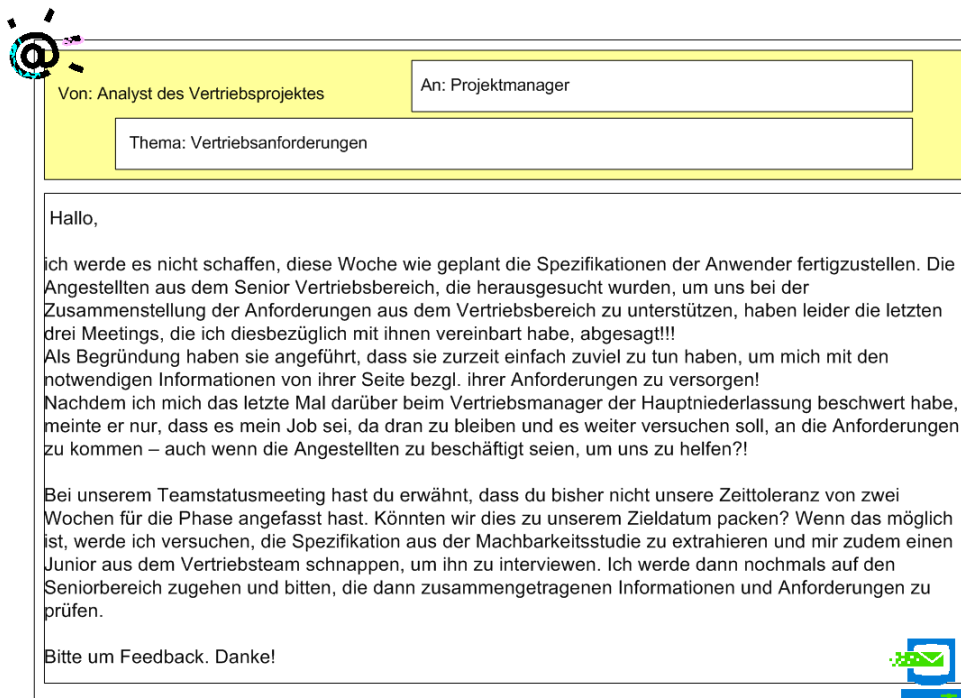 Von: Analyst des Vertriebsprojektes
An: Projektmanager
Thema: Vertriebsanforderungen
Hallo,
ich werde es nicht schaffen, diese Woche wie geplant die Spezifikationen der Anwender fertigzustellen. Die
Angestellten aus dem Senior Vertriebsbereich, die herausgesucht wurden, um uns bei der
Zusammenstellung der Anforderungen aus dem Vertriebsbereich zu unterstützen, haben leider die letzten
drei Meetings, die ich diesbezüglich mit ihnen vereinbart habe, abgesagt!!!
Als Begründung haben sie angeführt, dass sie zurzeit einfach zuviel zu tun haben, um mich mit den
notwendigen Informationen von ihrer Seite bezgl. ihrer Anforderungen zu versorgen!
Nachdem ich mich das letzte Mal darüber beim Vertriebsmanager der Hauptniederlassung beschwert habe,
meinte er nur, dass es mein Job sei, da dran zu bleiben und es weiter versuchen soll, an die Anforderungen
zu kommen – auch wenn die Angestellten zu beschäftigt seien, um uns zu helfen?!
Bei unserem Teamstatusmeeting hast du erwähnt, dass du bisher nicht unsere Zeittoleranz von zwei
Wochen für die Phase angefasst hast. Könnten wir dies zu unserem Zieldatum packen? Wenn das möglich
ist, werde ich versuchen, die Spezifikation aus der Machbarkeitsstudie zu extrahieren und mir zudem einen
Junior aus dem Vertriebsteam schnappen, um ihn zu interviewen. Ich werde dann nochmals auf den
Seniorbereich zugehen und bitten, die dann zusammengetragenen Informationen und Anforderungen zu
prüfen.
Bitte um Feedback. Danke!